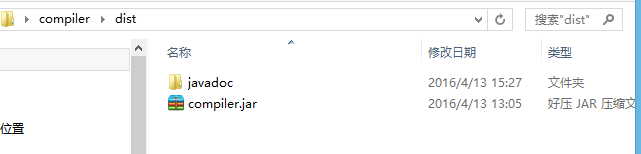 compiler dist 搜索"dist"
名称 修改日期 类型
javadoc 2016/4/13 15:27 文件夹
compiler.jar 2016/4/13 13:05 好压 JAR 压缩文
位置